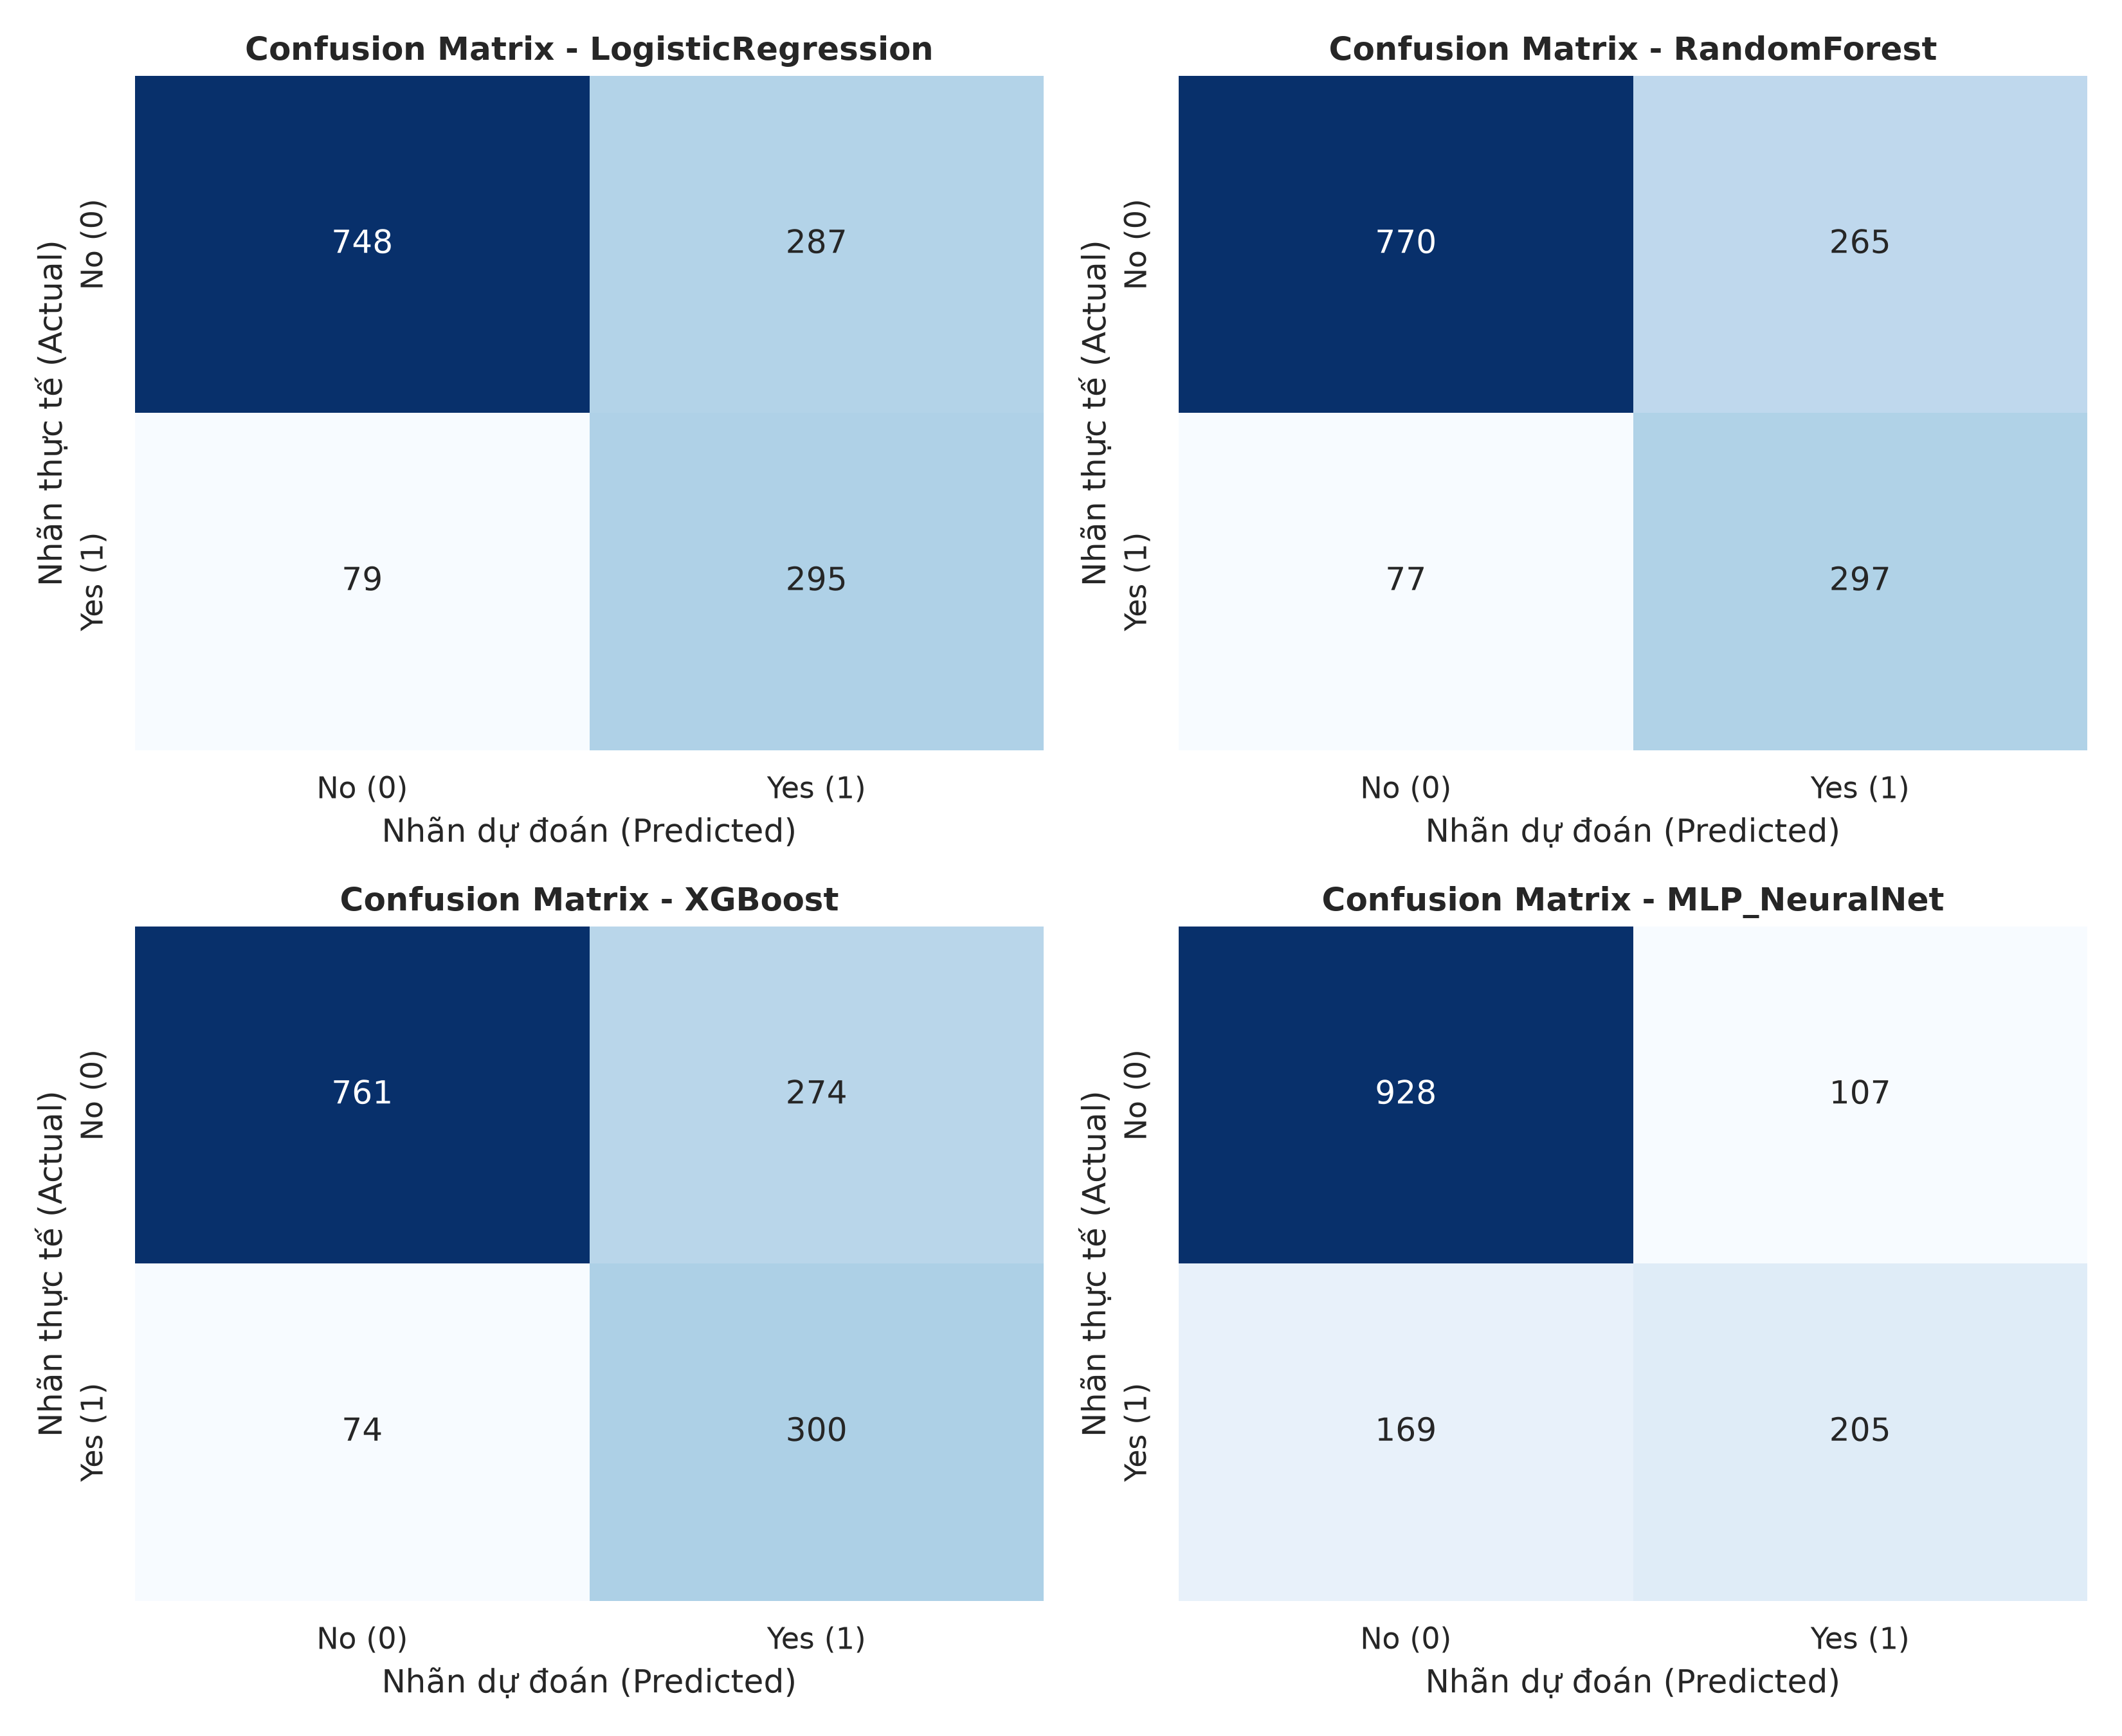 Confusion Matrix - LogisticRegression
Nhãn thực tế (Actual)
No (0)
Yes (1)
748
287
79
295
No (0)
Yes (1)
Nhãn dự đoán (Predicted)
Confusion Matrix - RandomForest
Nhãn thực tế (Actual)
No (0)
Yes (1)
770
265
77
297
No (0)
Yes (1)
Nhãn dự đoán (Predicted)
Confusion Matrix - XGBoost
Nhãn thực tế (Actual)
No (0)
Yes (1)
761
274
74
300
No (0)
Yes (1)
Nhãn dự đoán (Predicted)
Confusion Matrix - MLP_NeuralNet
Nhãn thực tế (Actual)
No (0)
Yes (1)
928
107
169
205
No (0)
Yes (1)
Nhãn dự đoán (Predicted)